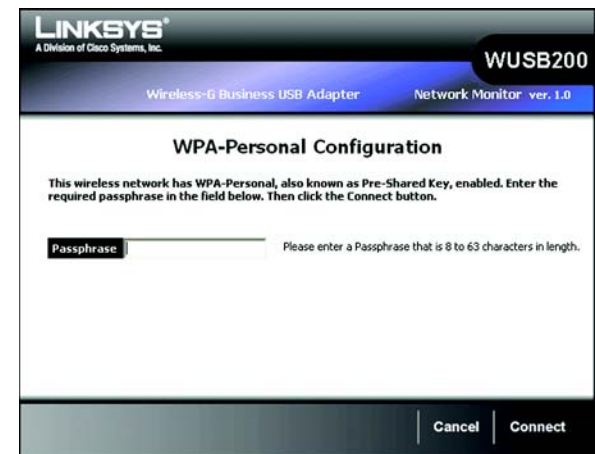 LINKSYS®
A Division of Cisco Systems, Inc.
WUSB200
Wireless-G Business USB Adapter
Network Monitor ver. 1.0
WPA-Personal Configuration
This wireless network has WPA-Personal, also known as Pre-Shared Key, enabled. Enter the
required passphrase in the field below. Then click the Connect button.
Passphrase
Please enter a Passphrase that is 8 to 63 characters in length.
Cancel
Connect